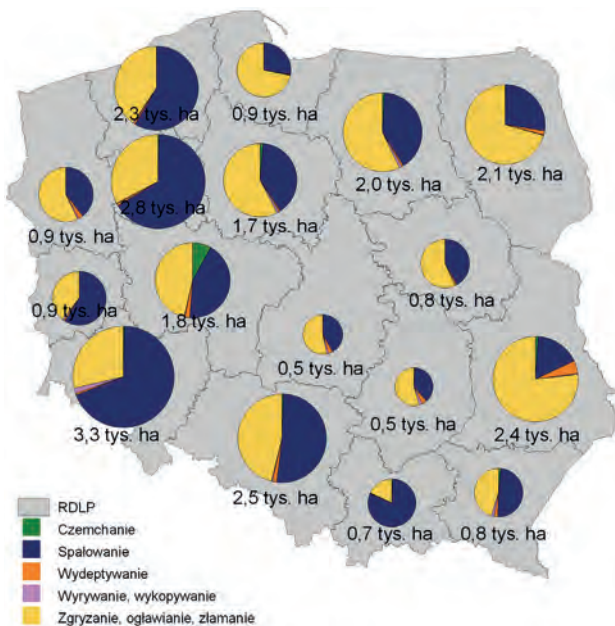 2,3 tys. ha
0,9 tys. ha
2,0 tys. ha
2,1 tys. ha
2,8 tys. ha
1,7 tys. ha
0,9 tys. ha
0,8 tys. ha
0,9 tys. ha
1,8 tys. ha
0,5 tys. ha
0,5 tys. ha
2,4 tys. ha
3,3 tys. ha
2,5 tys. ha
0,7 tys. ha
0,8 tys. ha
RDLP
Czemchanie
Spałowanie
Wydeptywanie
Wyrywanie, wykopywanie
Zgryzanie, ogławianie, złamanie